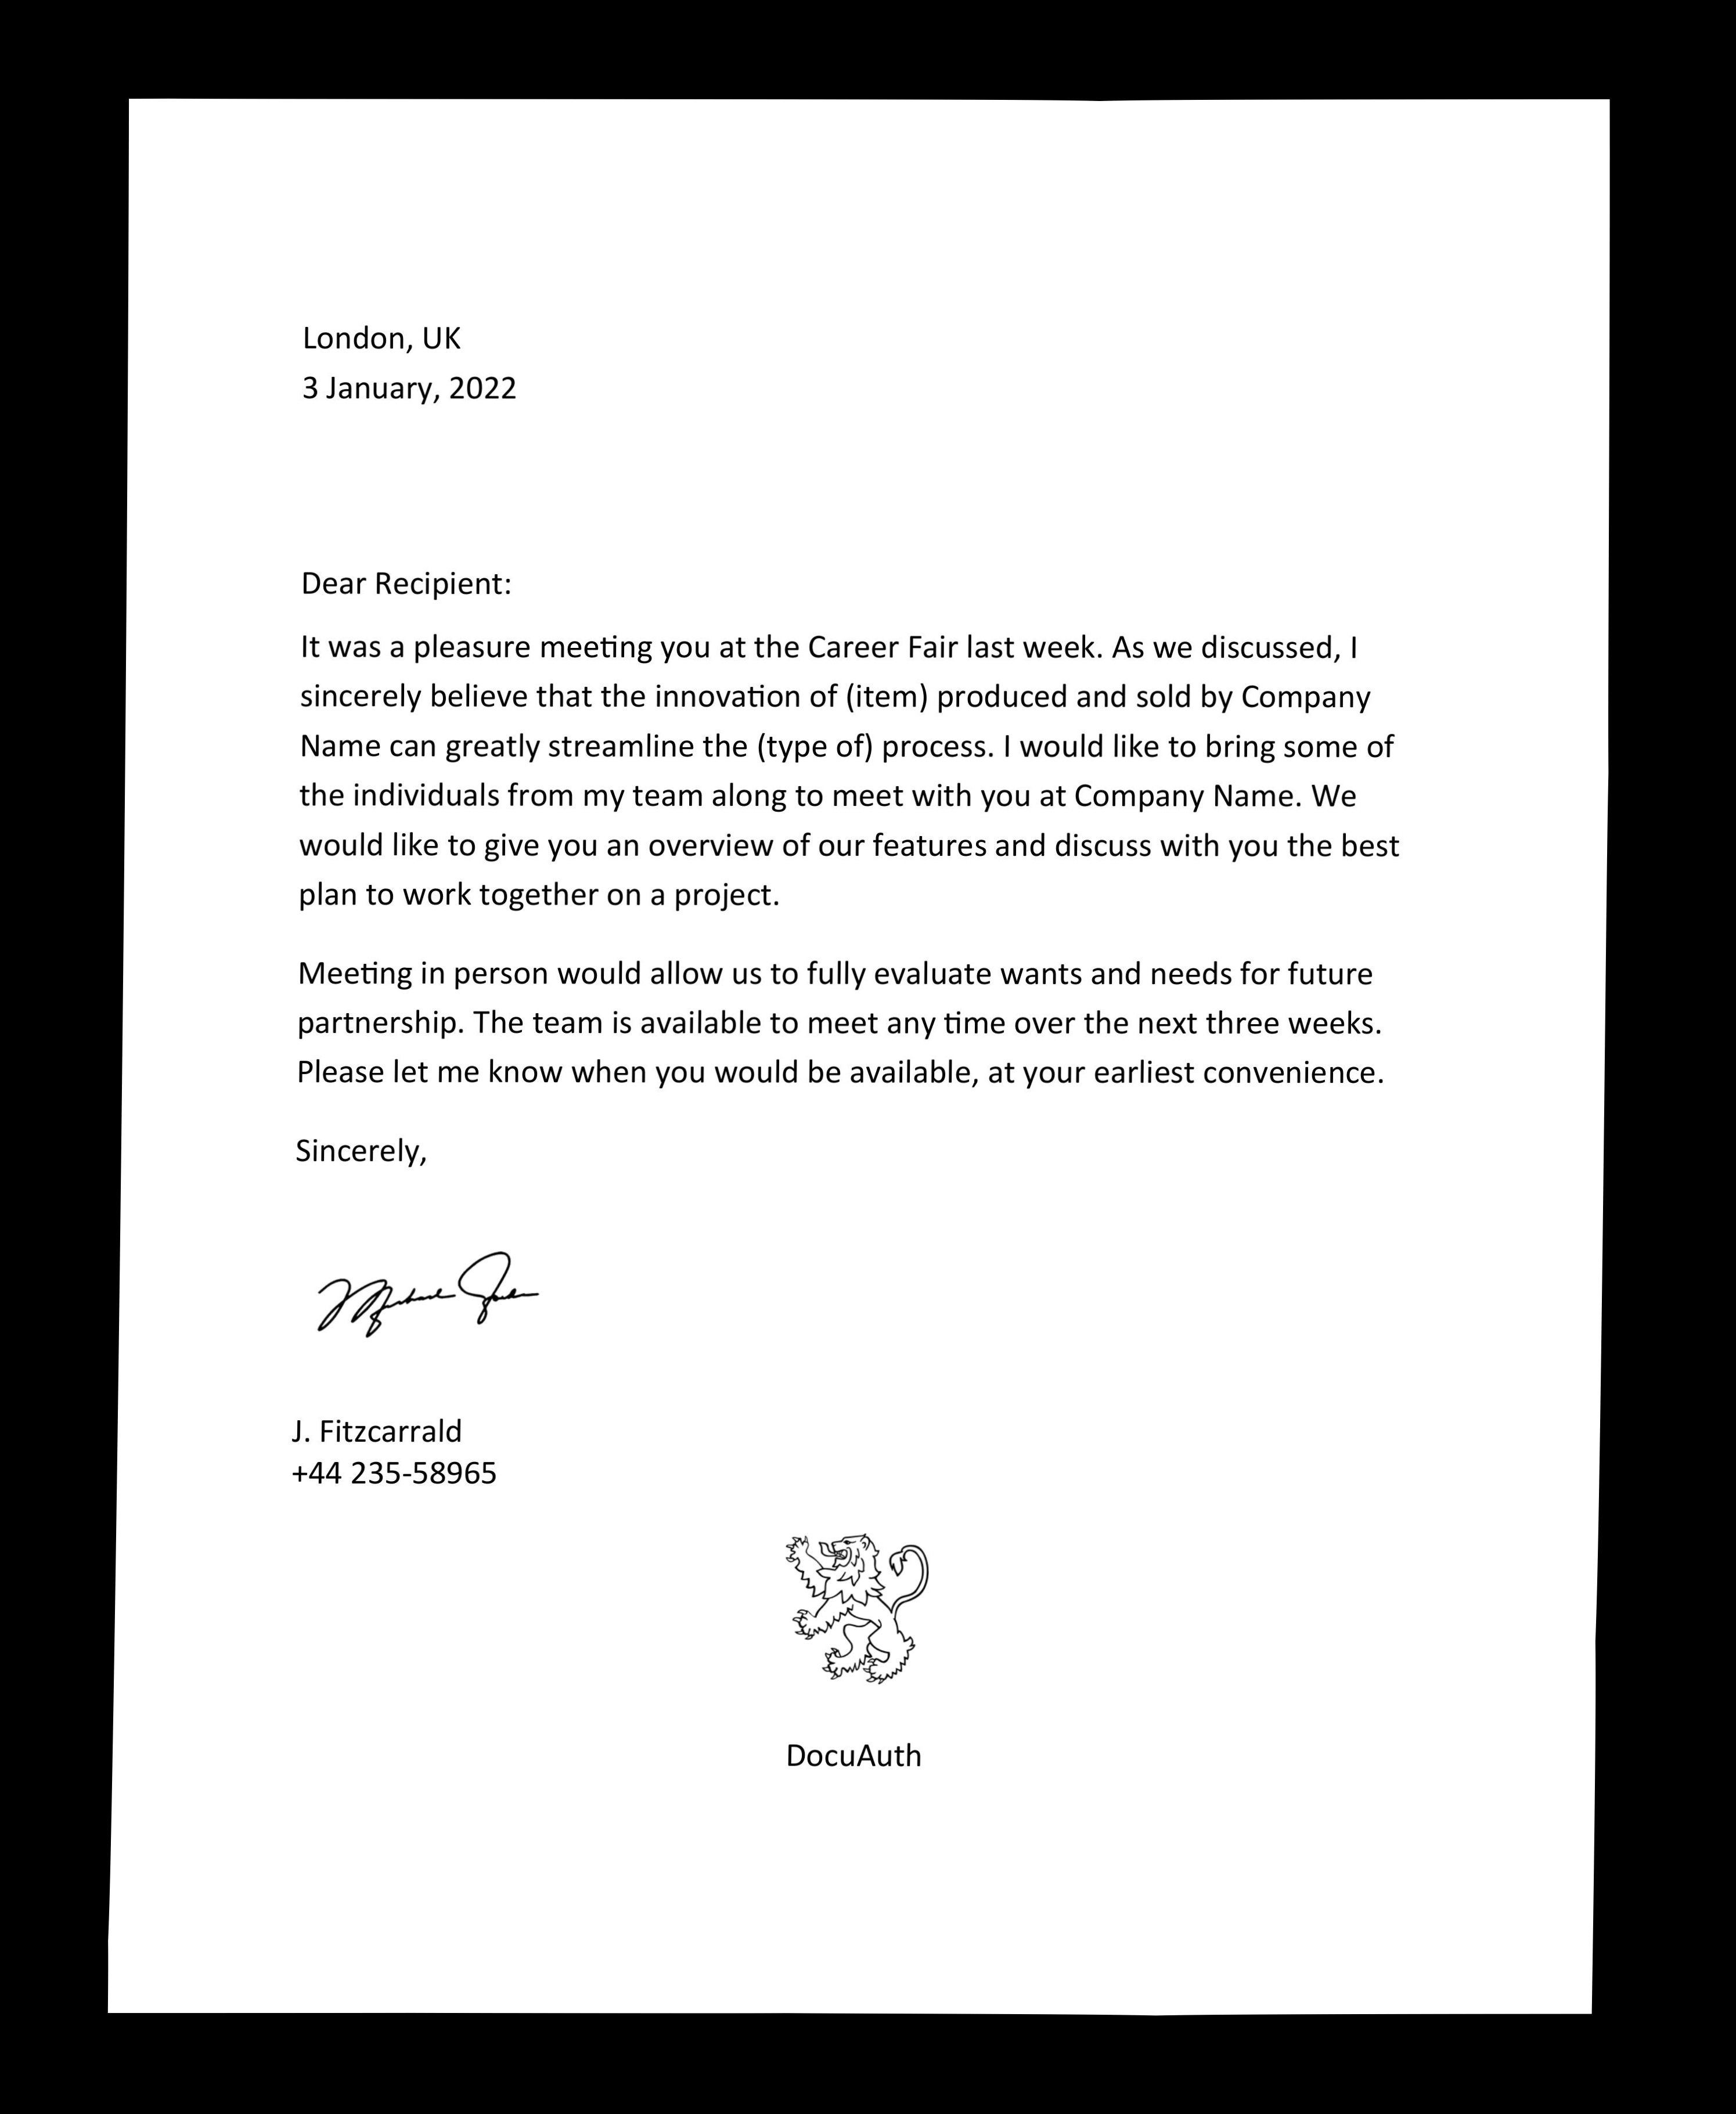 London, UK
3 January, 2022
Dear Recipient:
It was a pleasure meeting you at the Career Fair last week. As we discussed, I
sincerely believe that the innovation of (item) produced and sold by Company
Name can greatly streamline the (type of) process. I would like to bring some of
the individuals from my team along to meet with you at Company Name. We
would like to give you an overview of our features and discuss with you the best
plan to work together on a project.
Meeting in person would allow us to fully evaluate wants and needs for future
partnership. The team is available to meet any time over the next three weeks.
Please let me know when you would be available, at your earliest convenience.
Sincerely,
J. Fitzcarrald
+44 235-58965
DocuAuth